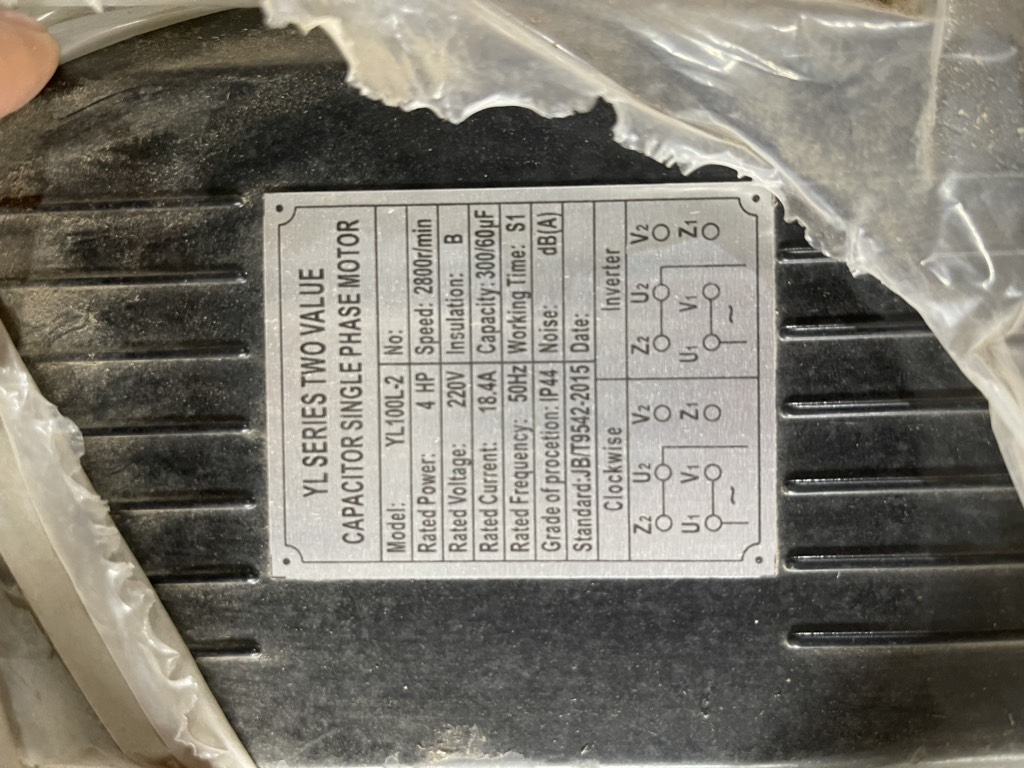 YL SERIES TWO VALUE
CAPACITOR SINGLE PHASE MOTOR
Model: YL100L-2 No:
Rated Power: 4 HP Speed: 2800r/min
Rated Voltage: 220V Insulation: B
Rated Current: 18.4A Capacity: 300/60μF
Rated Frequency: 50Hz Working Time: S1
Grade of procetion: IP44 Noise: dB(A)
Standard:JB/T9542-2015 Date:
Clockwise Inverter
Z2 U2 V2 Z2 U2 V2
U1 V1 Z1 U1 V1 Z1
~ ~